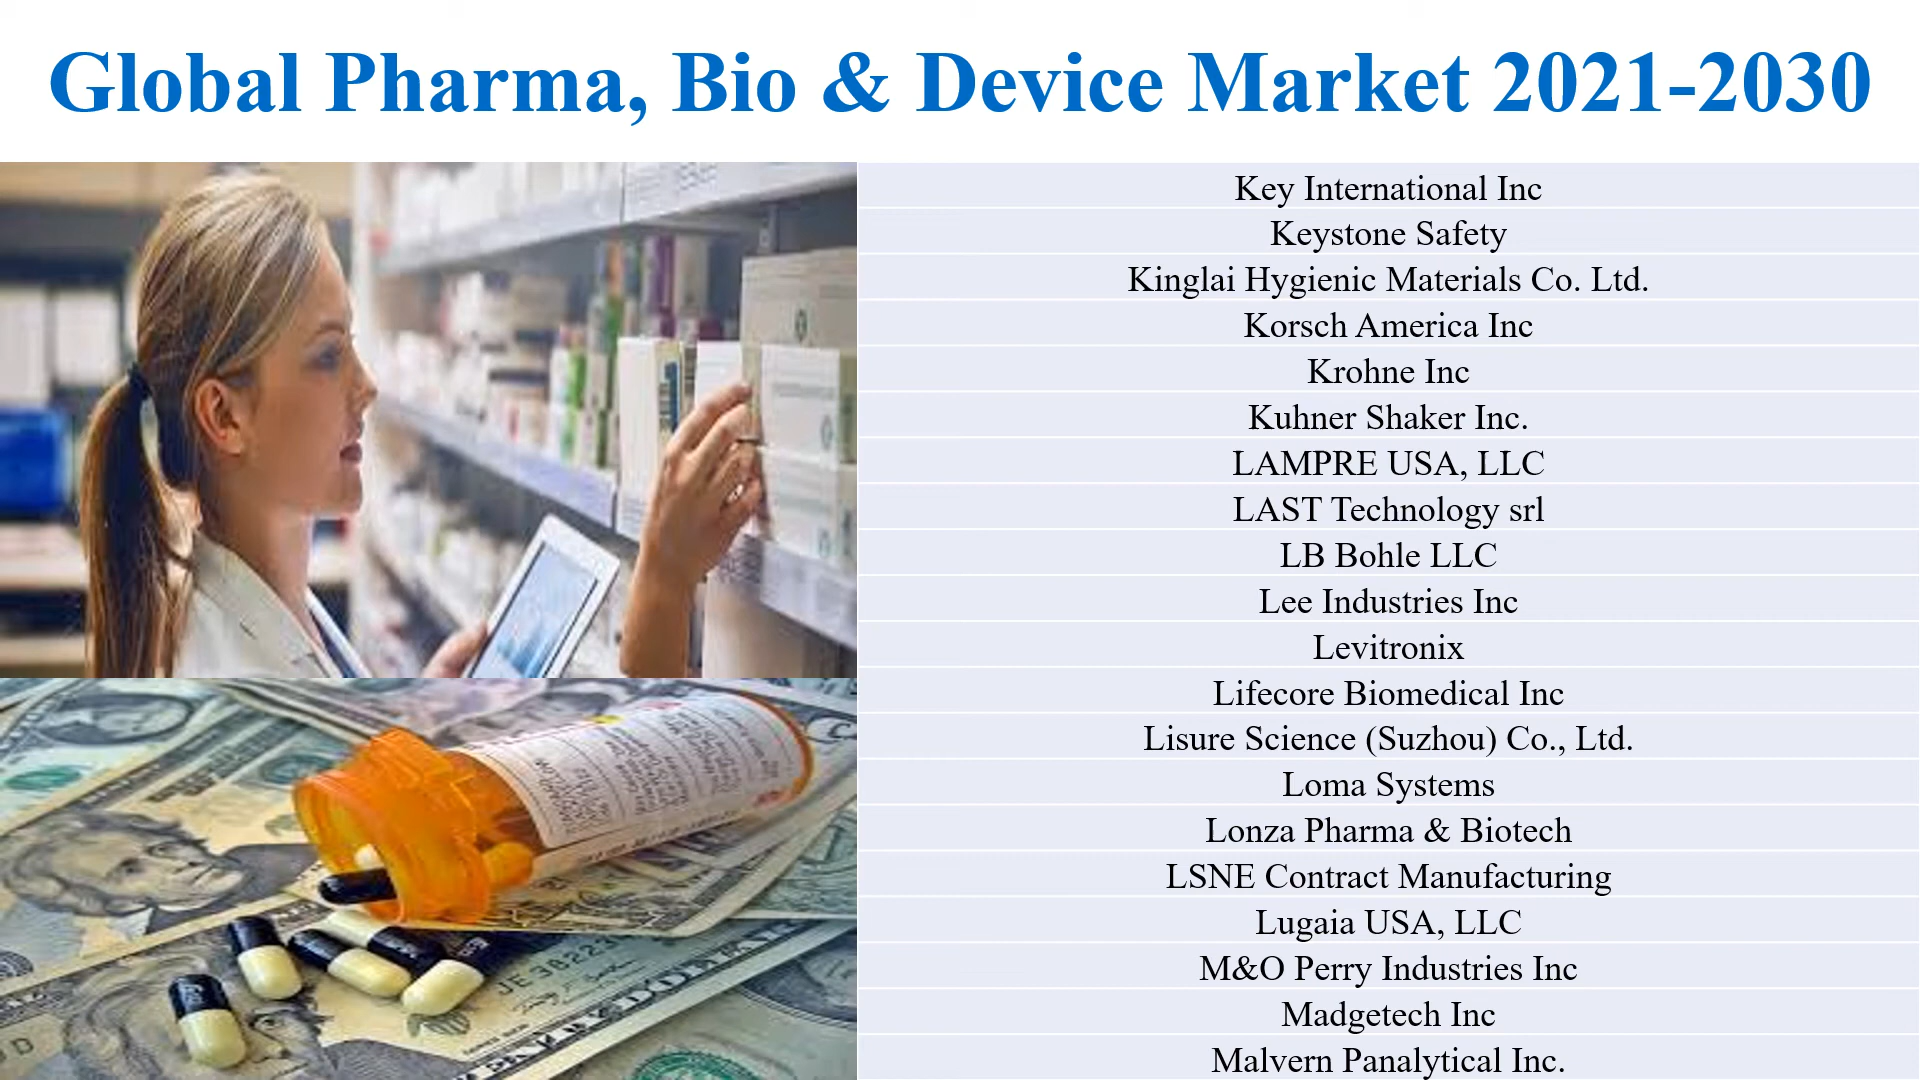 Global Pharma, Bio & Device Market 2021-2030
Key International Inc
Keystone Safety
Kinglai Hygienic Materials Co. Ltd.
Korsch America Inc
Krohne Inc
Kuhner Shaker Inc.
LAMPRE USA, LLC
LAST Technology srl
LB Bohle LLC
Lee Industries Inc
Levitronix
Lifecore Biomedical Inc
Lisure Science (Suzhou) Co., Ltd.
Loma Systems
Lonza Pharma & Biotech
LSNE Contract Manufacturing
Lugaia USA, LLC
M&O Perry Industries Inc
Madgetech Inc
Malvern Panalytical Inc.